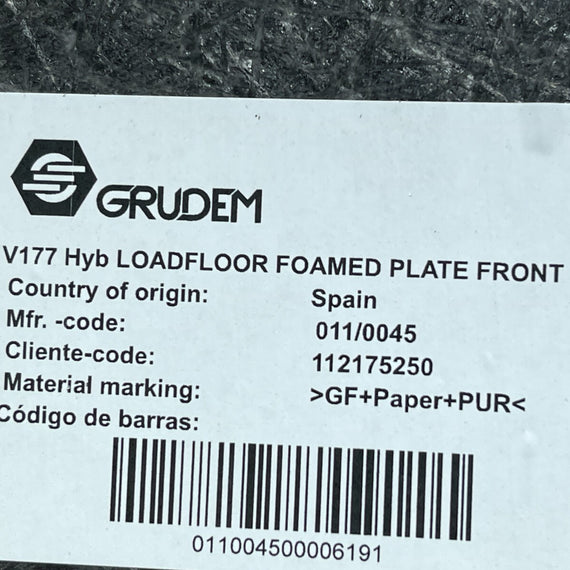 GRUDEM
V177 Hyb LOADFLOOR FOAMED PLATE FRONT
Country of origin: Spain
Mfr. -code: 011/0045
Cliente-code: 112175250
Material marking: >GF+Paper+PUR<
Código de barras:
011004500006191